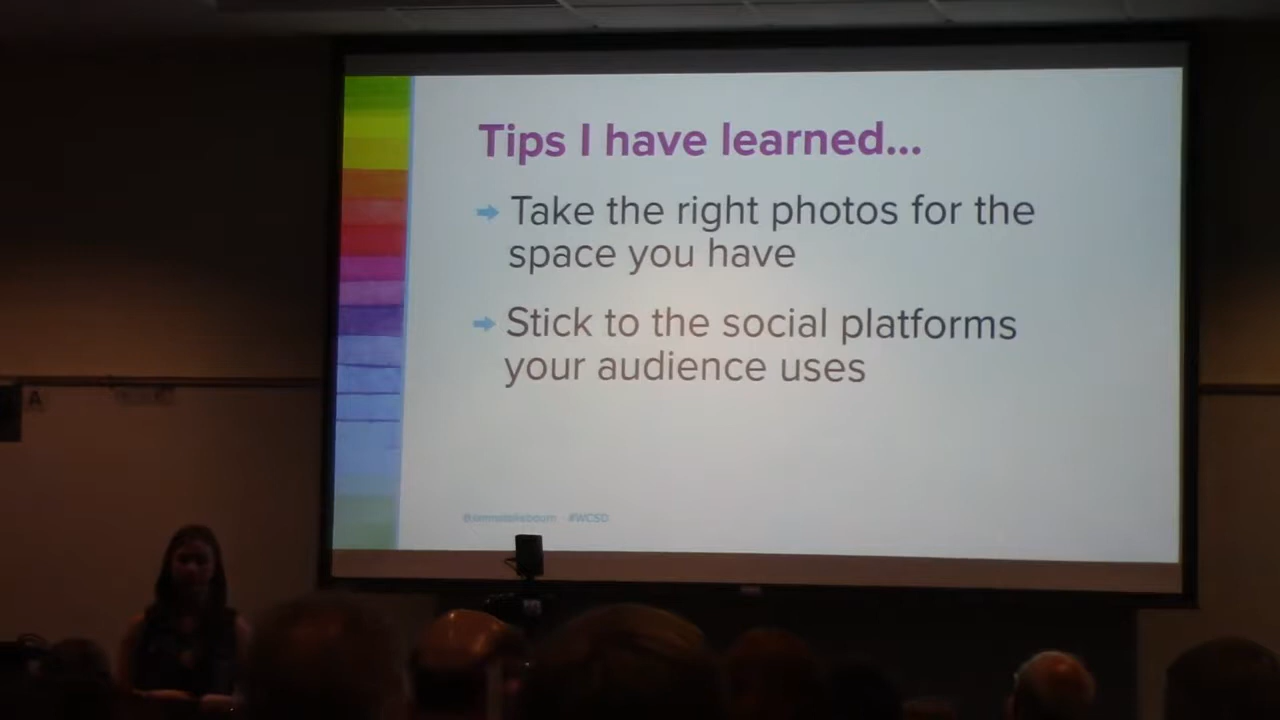 Tips I have learned...
Take the right photos for the
space you have
Stick to the social platforms
your audience uses
#WCSD
A